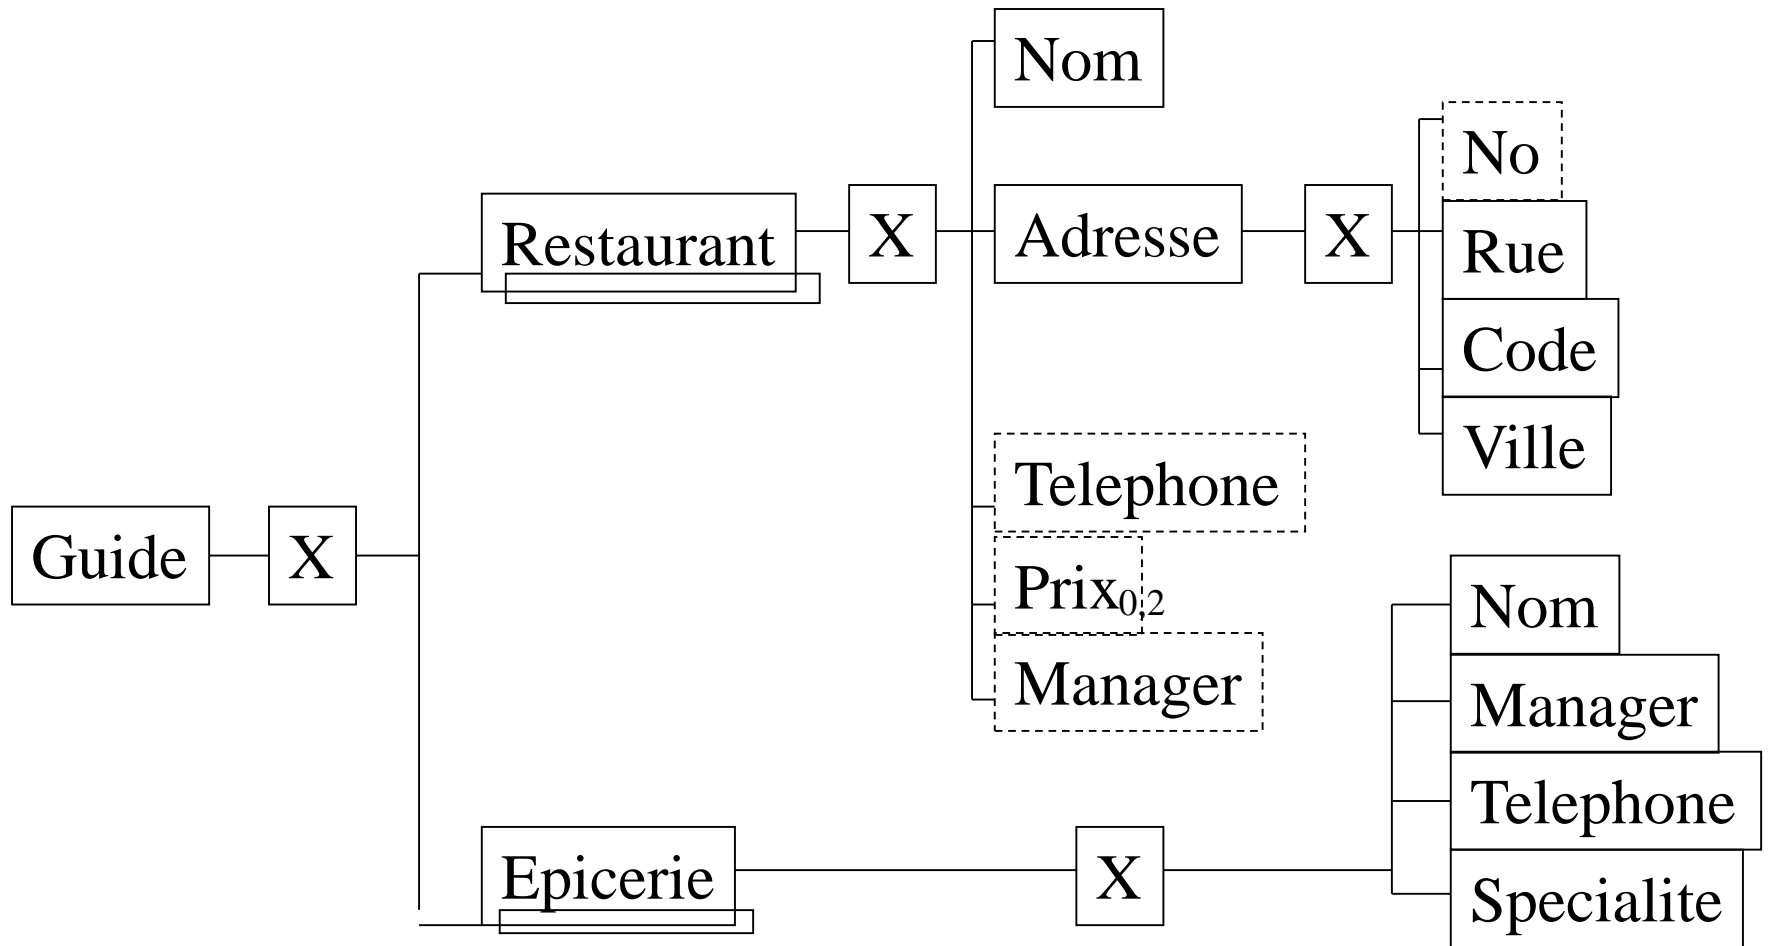 Nom
No
Restaurant X Adresse X Rue
Code
Ville
Telephone
Guide X
Prix0,2
Nom
Manager
Manager
Telephone
Epicerie X
Specialite